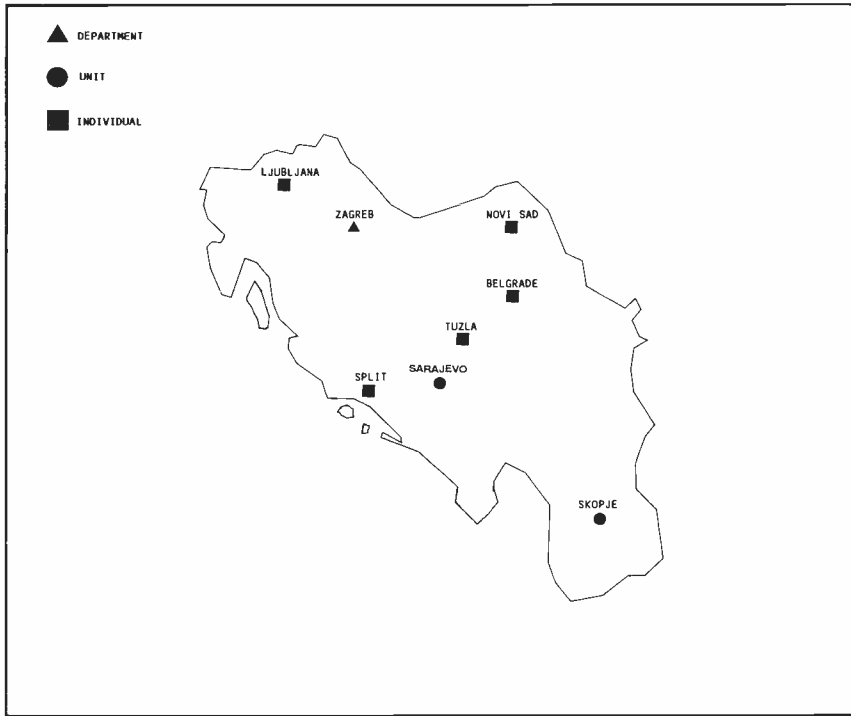 DEPARTMENT
UNIT
INDIVIDUAL
LJUBLJANA
ZAGREB
NOVI SAD
BELGRADE
TUZLA
SARAJEVO
SPLIT
SKOPJE